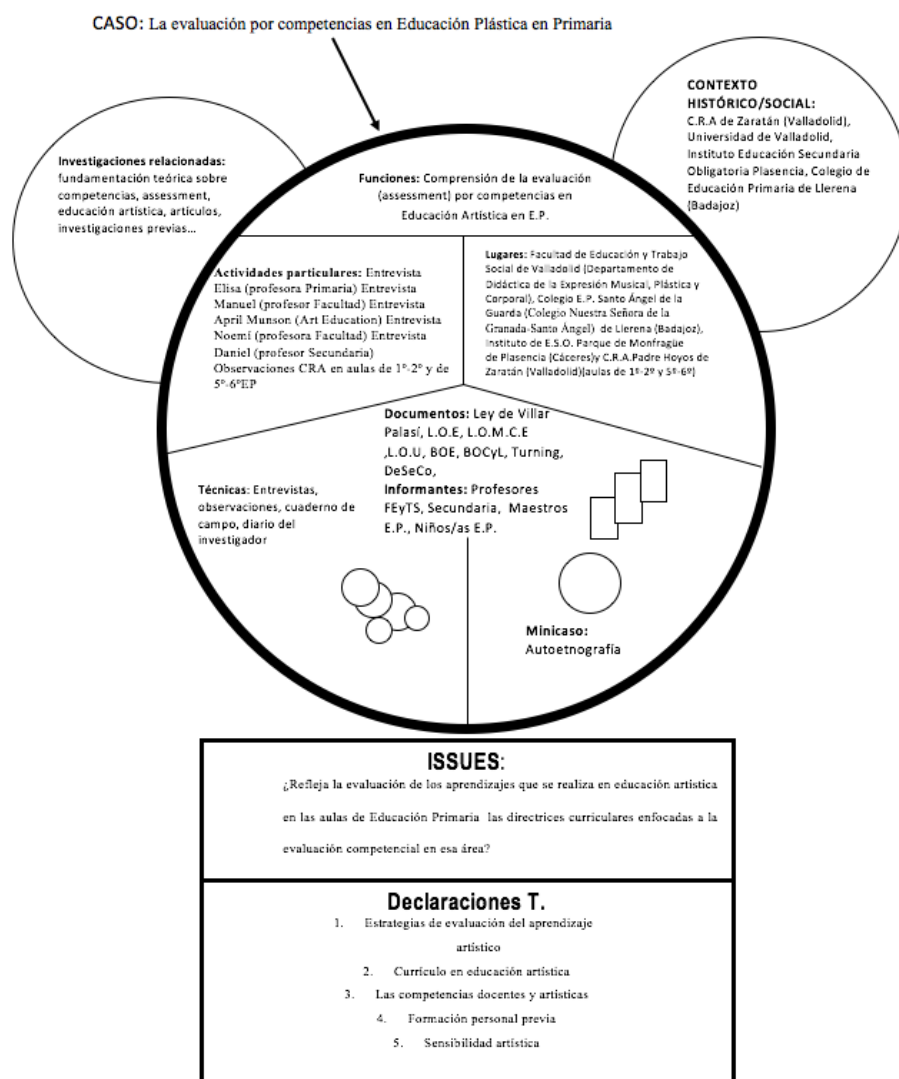 CASO: La evaluación por competencias en Educación Plástica en Primaria
Investigaciones relacionadas:
fundamentación teórica sobre
competencias, assessment,
educación artística, artículos,
investigaciones previas...
CONTEXTO
HISTÓRICO/SOCIAL:
C.R.A de Zaratán (Valladolid),
Universidad de Valladolid,
Instituto Educación Secundaria
Obligatoria Plasencia, Colegio de
Educación Primaria de Llerena
(Badajoz)
Funciones: Comprensión de la evaluación
(assessment) por competencias en
Educación Artística en E.P.
Actividades particulares: Entrevista
Elisa (profesora Primaria) Entrevista
Manuel (profesor Facultad) Entrevista
April Munson (Art Education) Entrevista
Noemí (profesora Facultad) Entrevista
Daniel (profesor Secundaria)
Observaciones CRA en aulas de 1º-2º y de
5º-6ºEP
Lugares: Facultad de Educación y Trabajo
Social de Valladolid (Departamento de
Didáctica de la Expresión Musical, Plástica y
Corporal), Colegio E.P. Santo Ángel de la
Guarda (Colegio Nuestra Señora de la
Granada-Santo Ángel) de Llerena (Badajoz),
Instituto de E.S.O. Parque de Monfragüe
de Plasencia (Cáceres)y C.R.A.Padre Hoyos de
Zaratán (Valladolid)(aulas de 1º-2º y 5º-6º)
Documentos: Ley de Villar
Palasí, L.O.E, L.O.M.C.E
,L.O.U, BOE, BOCyL, Turning,
DeSeCo,
Informantes: Profesores
FEyTS, Secundaria, Maestros
E.P., Niños/as E.P.
Técnicas: Entrevistas,
observaciones, cuaderno de
campo, diario del
investigador
Minicaso:
Autoetnografía
ISSUES:
¿Refleja la evaluación de los aprendizajes que se realiza en educación artística
en las aulas de Educación Primaria las directrices curriculares enfocadas a la
evaluación competencial en esa área?
Declaraciones T.
1. Estrategias de evaluación del aprendizaje
artístico
2. Currículo en educación artística
3. Las competencias docentes y artísticas
4. Formación personal previa
5. Sensibilidad artística